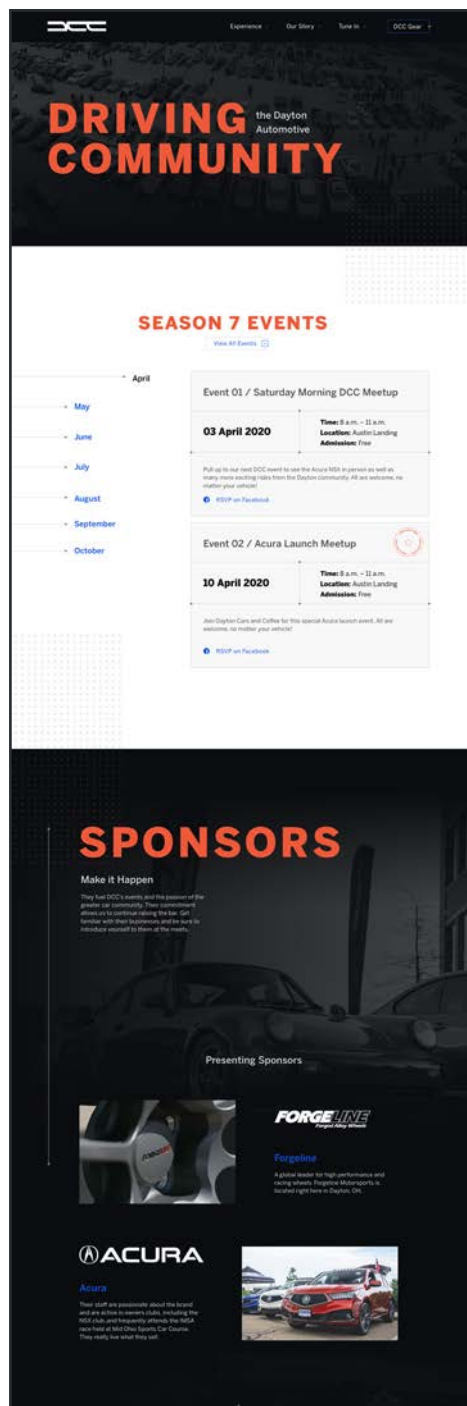 DCC
Experience
Our Story
Tune In
DCC Gear
DRIVING
the Dayton
Automotive
COMMUNITY
SEASON 7 EVENTS
View All Events
April
May
June
July
August
September
October
Event 01 / Saturday Morning DCC Meetup
03 April 2020
Time: 8 a.m. – 11 a.m.
Location: Austin Landing
Admission: Free
Pull up to our next DCC event to see the Acura NSX in person as well as
many more exciting rides from the Dayton community. All are welcome, no
matter your vehicle!
RSVP on Facebook
Event 02 / Acura Launch Meetup
10 April 2020
Time: 8 a.m. – 11 a.m.
Location: Austin Landing
Admission: Free
Join Dayton Cars and Coffee for this special Acura launch event. All are
welcome, no matter your vehicle!
RSVP on Facebook
SPONSORS
Make it Happen
They fuel DCC's events and the passion of the
greater car community. Their commitment
allows us to continue raising the bar. Get
familiar with their businesses and be sure to
introduce yourself to them at the meets.
Presenting Sponsors
FORGELINE
FORGELINE
Forged Alloy Wheels
Forgeline
A global leader for high performance and
racing wheels. Forgeline Motorsports is
located right here in Dayton, OH.
ACURA
Acura
Their staff are passionate about the brand
and are active in owners clubs, including the
NSX club, and frequently attends the IMSA
race held at Mid Ohio Sports Car Course.
They really live what they sell.